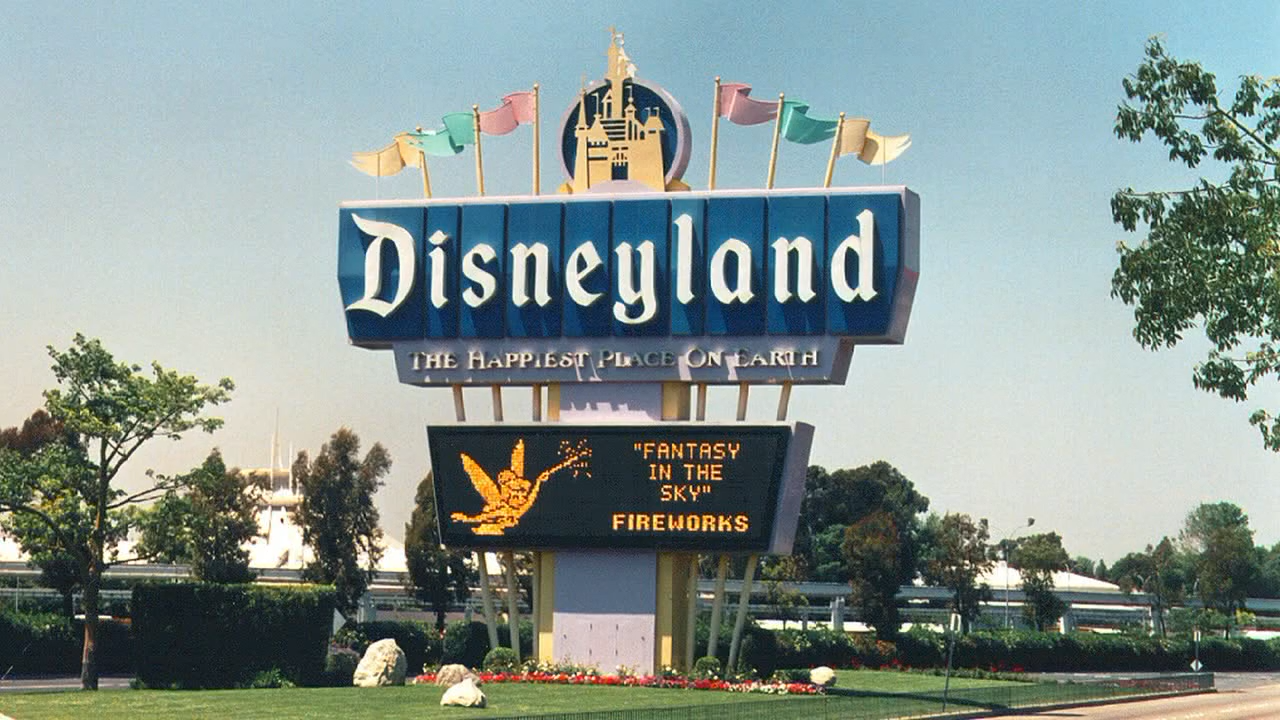 Disneyland
THE HAPPIEST PLACE ON EARTH
"FANTASY
IN THE
SKY"
FIREWORKS